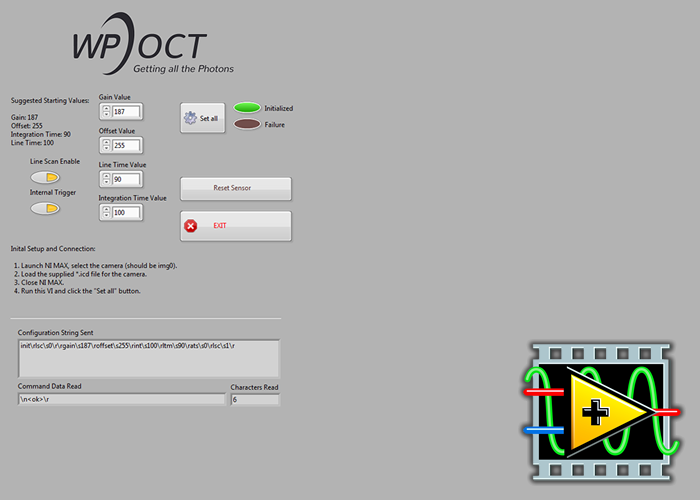 WP OCT
Getting all the Photons
Suggested Starting Values:
Gain: 187
Offset: 255
Integration Time: 90
Line Time: 100
Gain Value
187
Offset Value
255
Line Time Value
90
Integration Time Value
100
Line Scan Enable
Internal Trigger
Set all
Initialized
Failure
Reset Sensor
EXIT
Inital Setup and Connection:
1. Launch NI MAX, select the camera (should be img0).
2. Load the supplied *.icd file for the camera.
3. Close NI MAX.
4. Run this VI and click the "Set all" button.
Configuration String Sent
init\rlsc\s0\r\rgain\s187\roffset\s255\rint\s100\rltm\s90\rats\s0\rlsc\s1\r
Command Data Read
\n<ok>\r
Characters Read
6